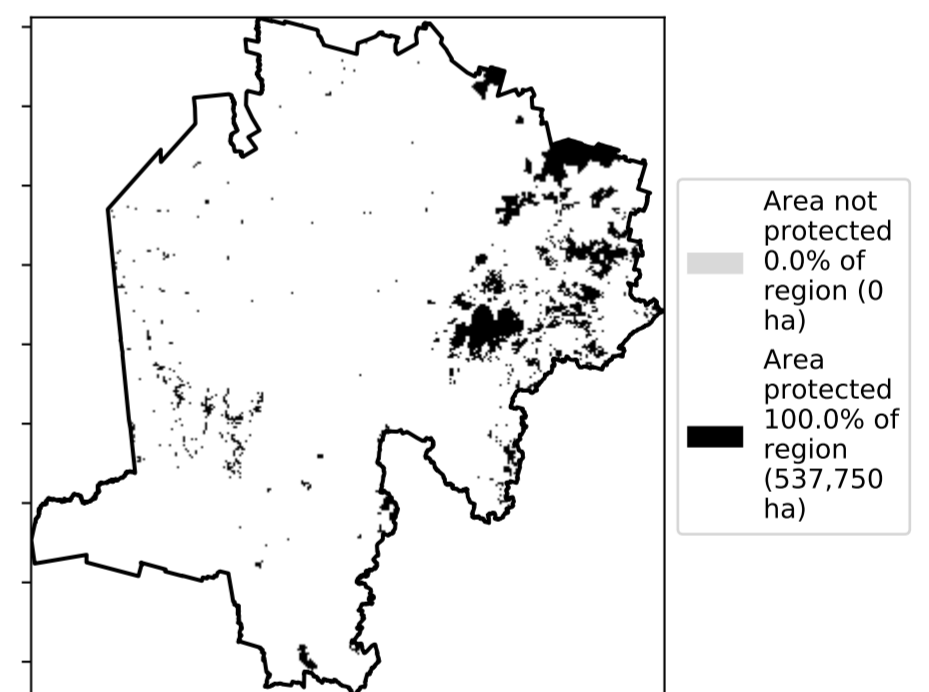 Area not
protected
0.0% of
region (0
ha)
Area
protected
100.0% of
region
(537,750
ha)